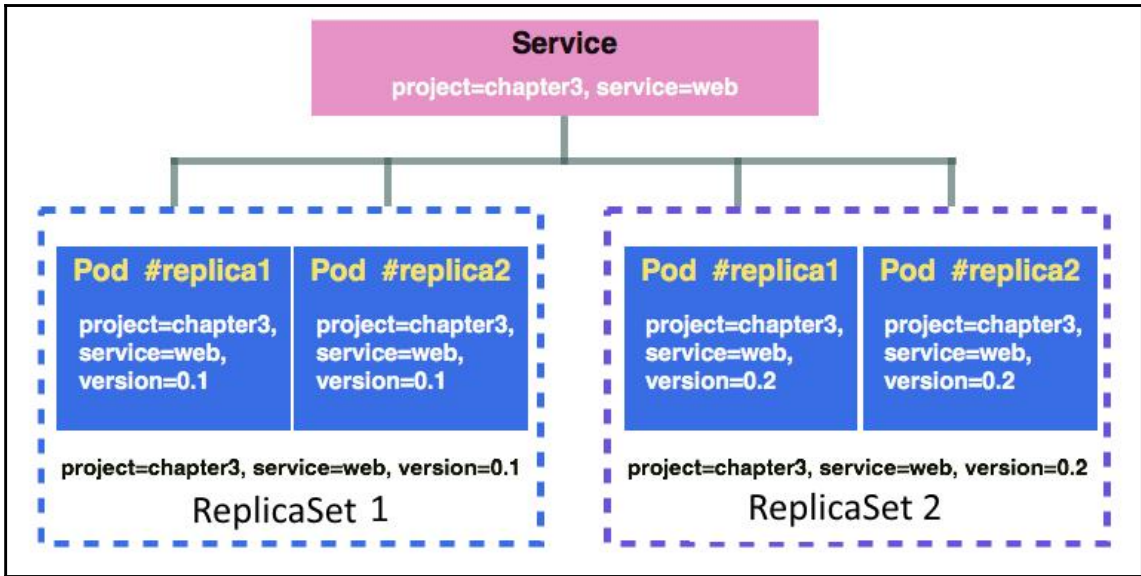 Service
project=chapter3, service=web
Pod #replica1
project=chapter3,
service=web,
version=0.1
Pod #replica2
project=chapter3,
service=web,
version=0.1
project=chapter3, service=web, version=0.1
ReplicaSet 1
Pod #replica1
project=chapter3,
service=web,
version=0.2
Pod #replica2
project=chapter3,
service=web,
version=0.2
project=chapter3, service=web, version=0.2
ReplicaSet 2